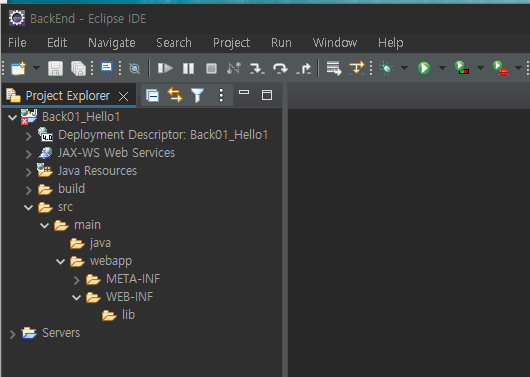 BackEnd - Eclipse IDE
File Edit Navigate Search Project Run Window Help
Project Explorer
Back01_Hello1
Deployment Descriptor: Back01_Hello1
JAX-WS Web Services
Java Resources
build
src
main
java
webapp
META-INF
WEB-INF
lib
Servers